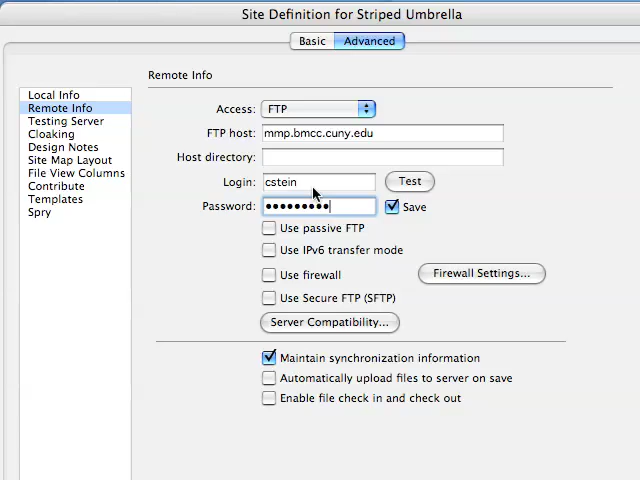 Site Definition for Striped Umbrella
Basic Advanced
Remote Info
Local Info
Remote Info
Testing Server
Cloaking
Design Notes
Site Map Layout
File View Columns
Contribute
Templates
Spry
Access: FTP
FTP host: mmp.bmcc.cuny.edu
Host directory:
Login: cstein Test
Password: ••••••••• Save
Use passive FTP
Use IPv6 transfer mode
Use firewall Firewall Settings...
Use Secure FTP (SFTP)
Server Compatibility...
Maintain synchronization information
Automatically upload files to server on save
Enable file check in and check out